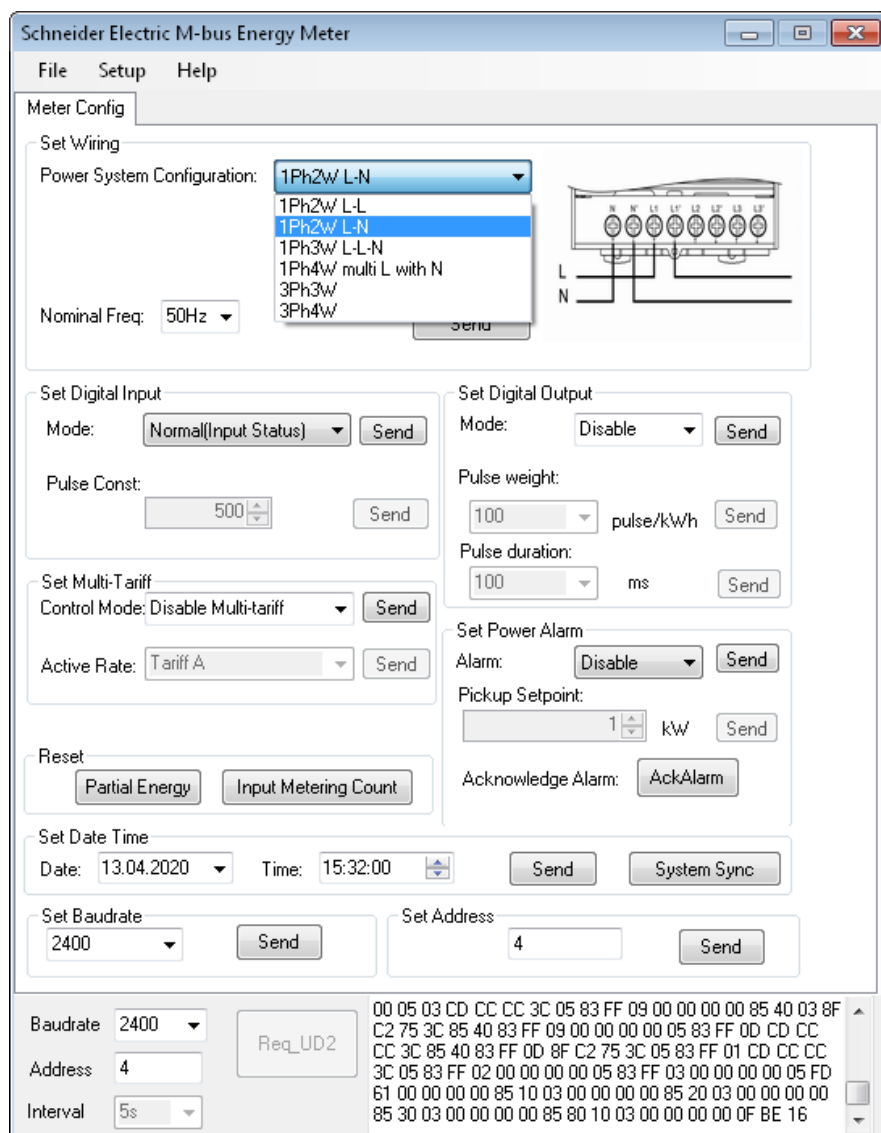 Schneider Electric M-bus Energy Meter
File Setup Help
Meter Config
Set Wiring
Power System Configuration: 1Ph2W L-N
1Ph2W L-L
1Ph2W L-N
1Ph3W L-L-N
1Ph4W multi L with N
3Ph3W
3Ph4W
N N' L1 L1' L2 L2' L3 L3'
L
N
Nominal Freq: 50Hz
Send
Set Digital Input
Mode: Normal(Input Status) Send
Pulse Const:
500 Send
Set Digital Output
Mode: Disable Send
Pulse weight:
100 pulse/kWh Send
Pulse duration:
100 ms Send
Set Multi-Tariff
Control Mode: Disable Multi-tariff Send
Active Rate: Tariff A Send
Set Power Alarm
Alarm: Disable Send
Pickup Setpoint:
1 kW Send
Acknowledge Alarm: AckAlarm
Reset
Partial Energy Input Metering Count
Set Date Time
Date: 13.04.2020 Time: 15:32:00 Send System Sync
Set Baudrate
2400 Send
Set Address
4 Send
Baudrate 2400
Address 4
Interval 5s
Req_UD2
00 05 03 CD CC CC 3C 05 83 FF 09 00 00 00 00 85 40 03 8F
C2 75 3C 85 40 83 FF 09 00 00 00 00 05 83 FF 0D CD CC
CC 3C 85 40 83 FF 0D 8F C2 75 3C 05 83 FF 01 CD CC CC
3C 05 83 FF 02 00 00 00 00 05 83 FF 03 00 00 00 00 05 FD
61 00 00 00 00 85 10 03 00 00 00 00 85 20 03 00 00 00 00
85 30 03 00 00 00 00 85 80 10 03 00 00 00 00 0F BE 16